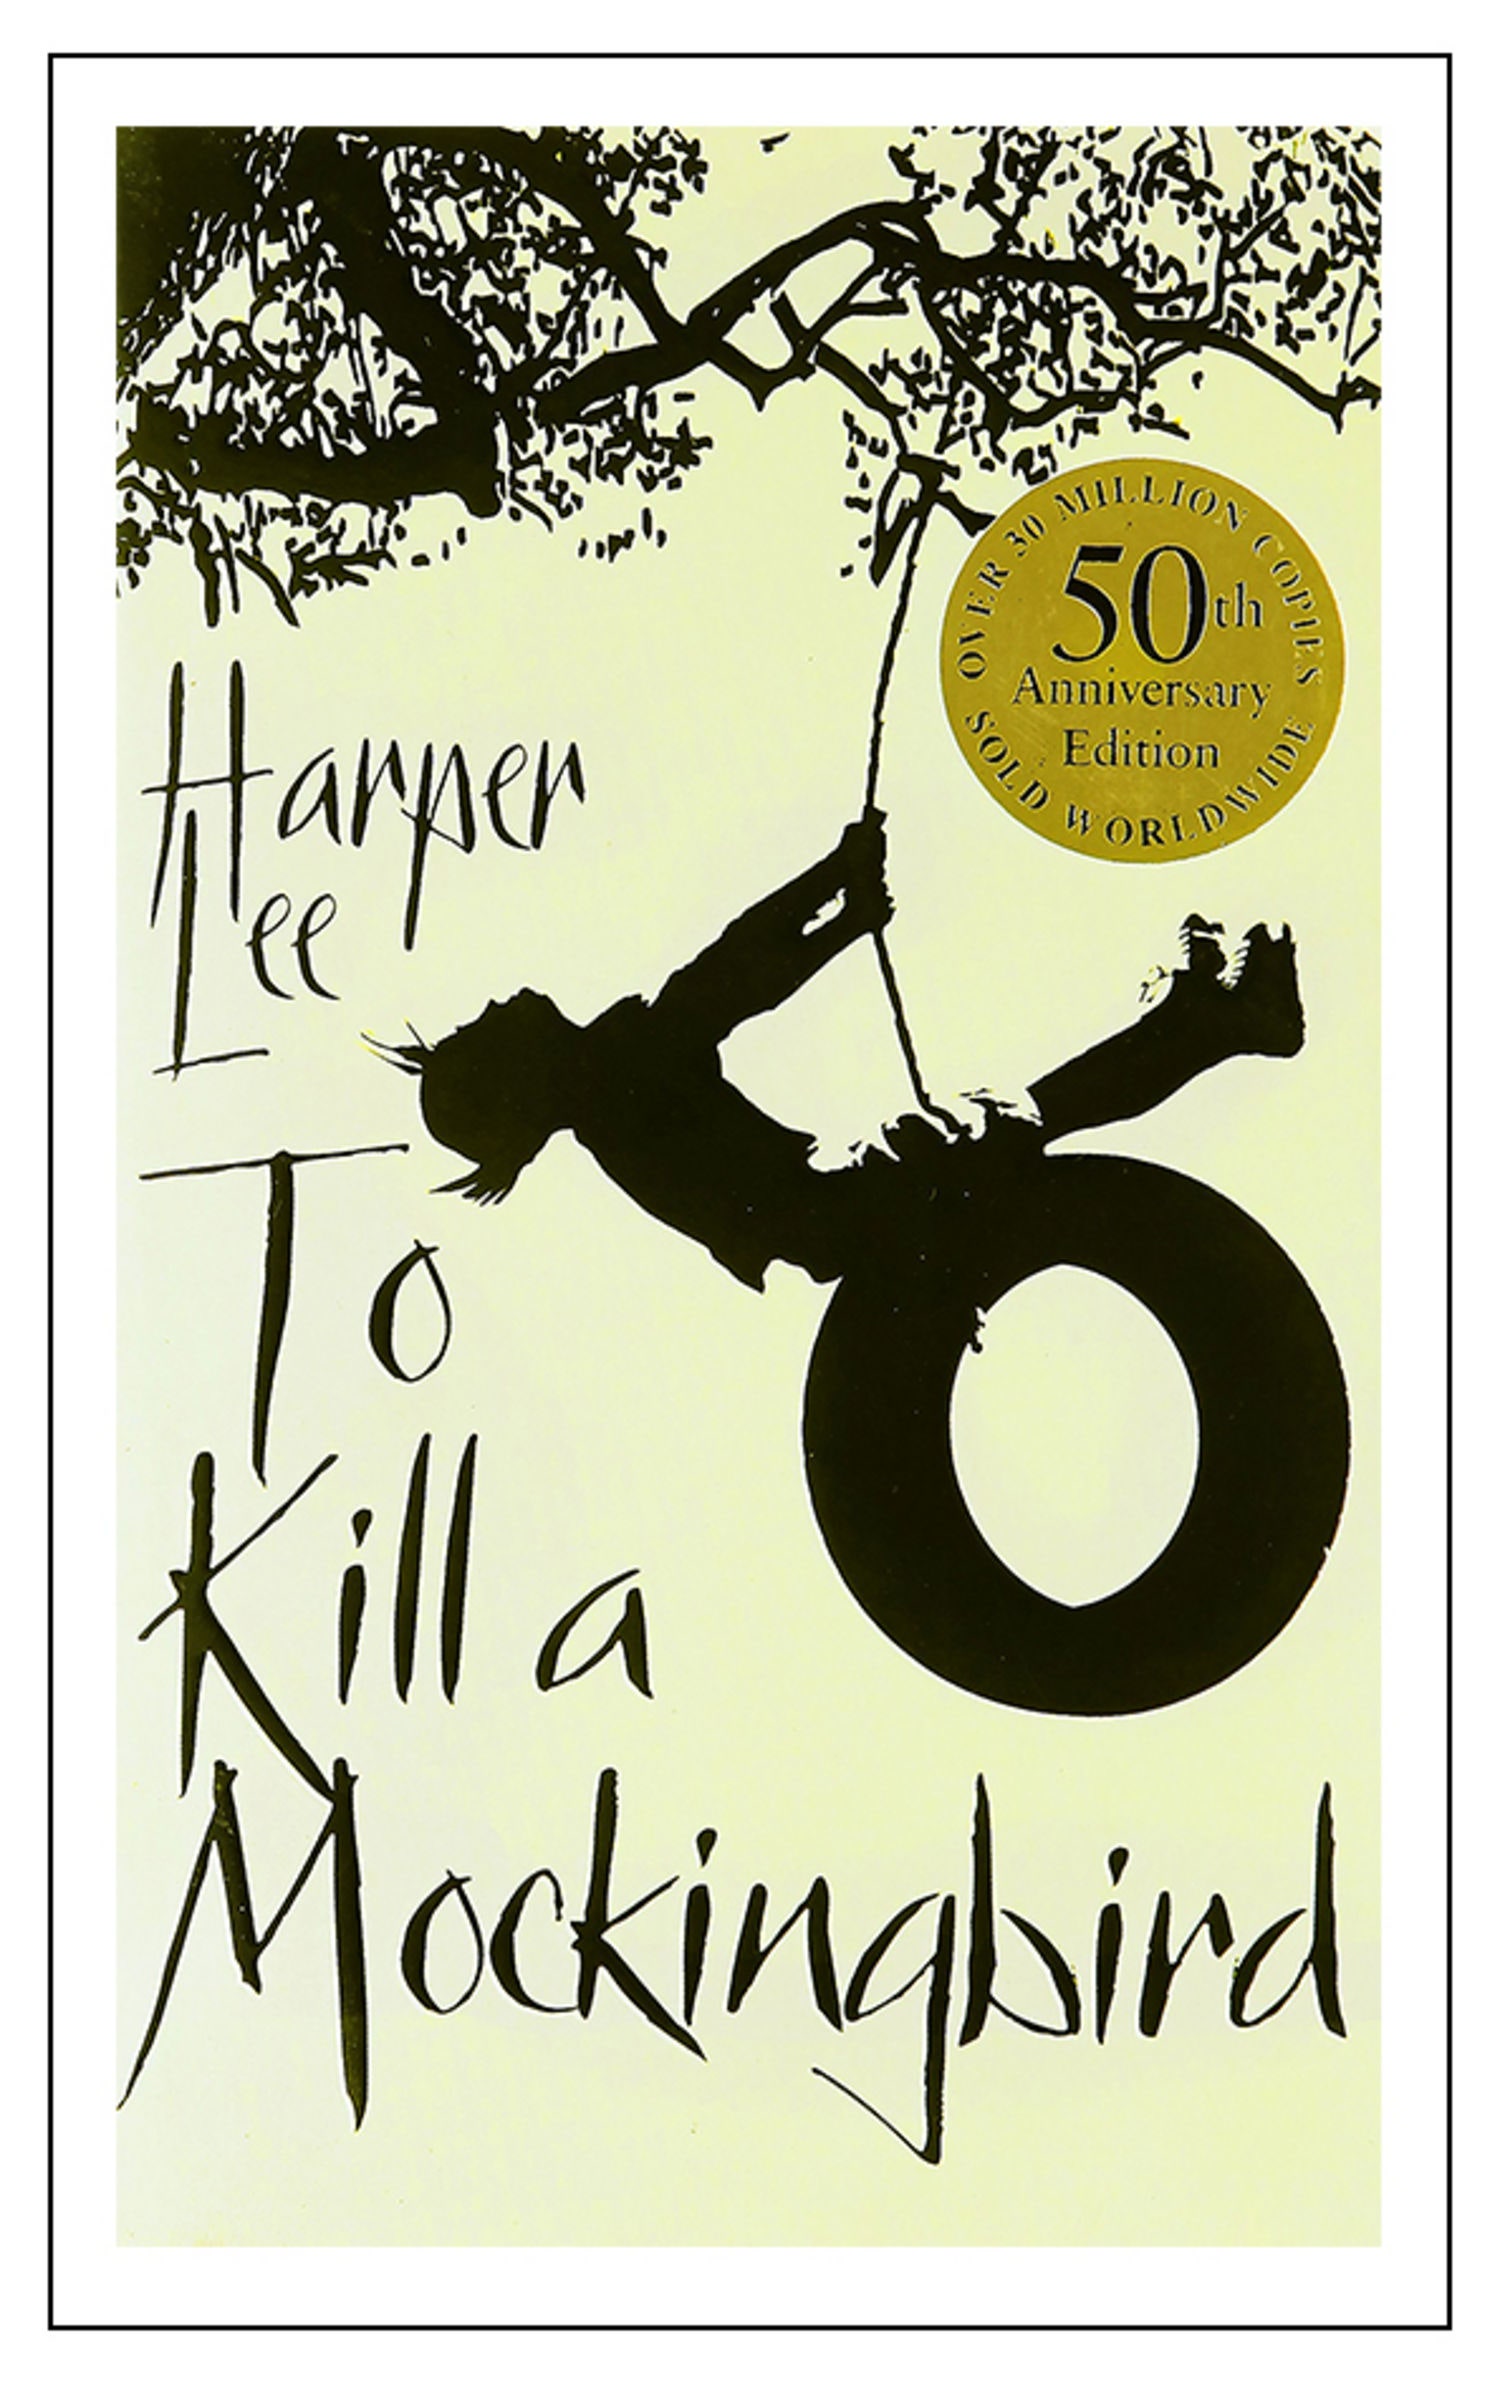 Harper
Lee
To
Kill a
Mockingbird
OVER 30 MILLION COPIES
50th
Anniversary
Edition
SOLD WORLDWIDE